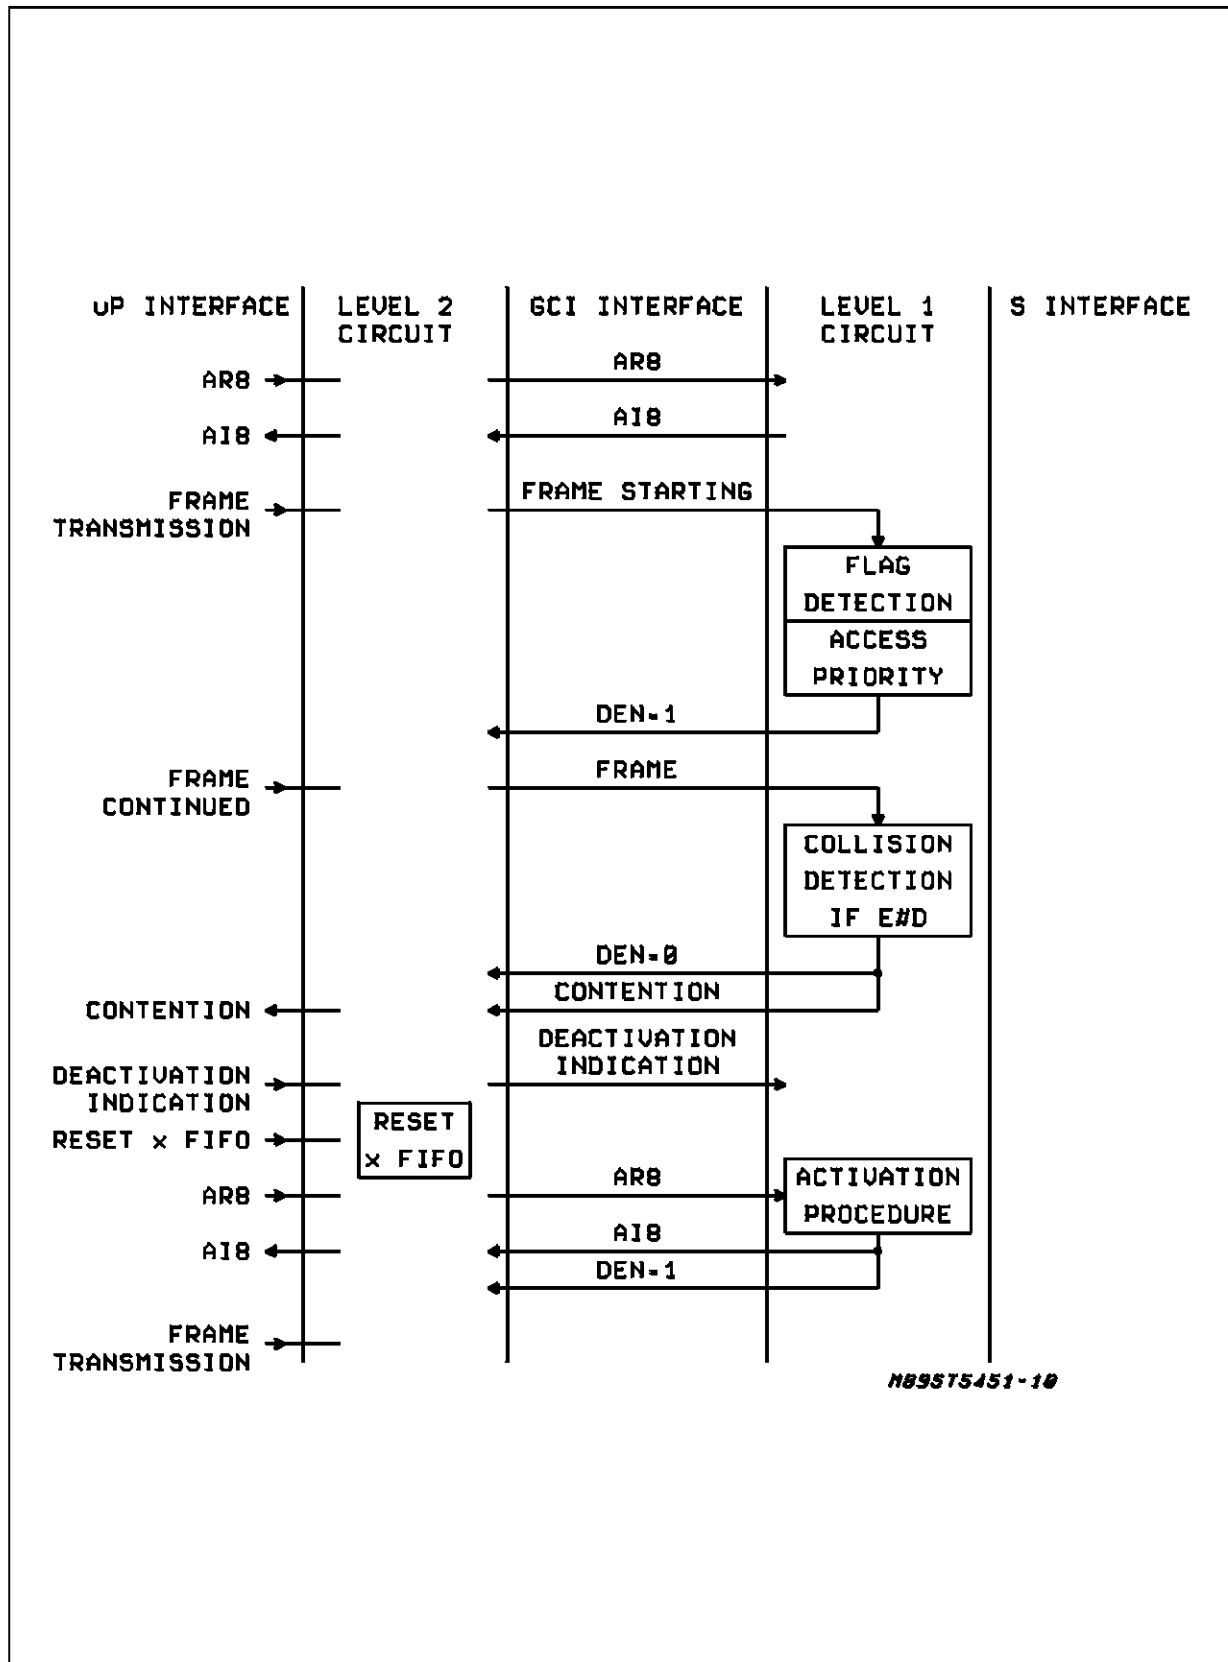 uP INTERFACE LEVEL 2 CIRCUIT GCI INTERFACE LEVEL 1 CIRCUIT S INTERFACE
AR8 AR8
AI8 AI8
FRAME TRANSMISSION FRAME STARTING
FLAG
DETECTION
ACCESS
PRIORITY
DEN=1
FRAME CONTINUED FRAME
COLLISION
DETECTION
IF E#D
DEN=0
CONTENTION CONTENTION
DEACTIVATION INDICATION DEACTIVATION INDICATION
RESET x FIFO RESET x FIFO
AR8 AR8 ACTIVATION PROCEDURE
AI8 AI8
DEN=1
FRAME
TRANSMISSION
M89ST5451-10